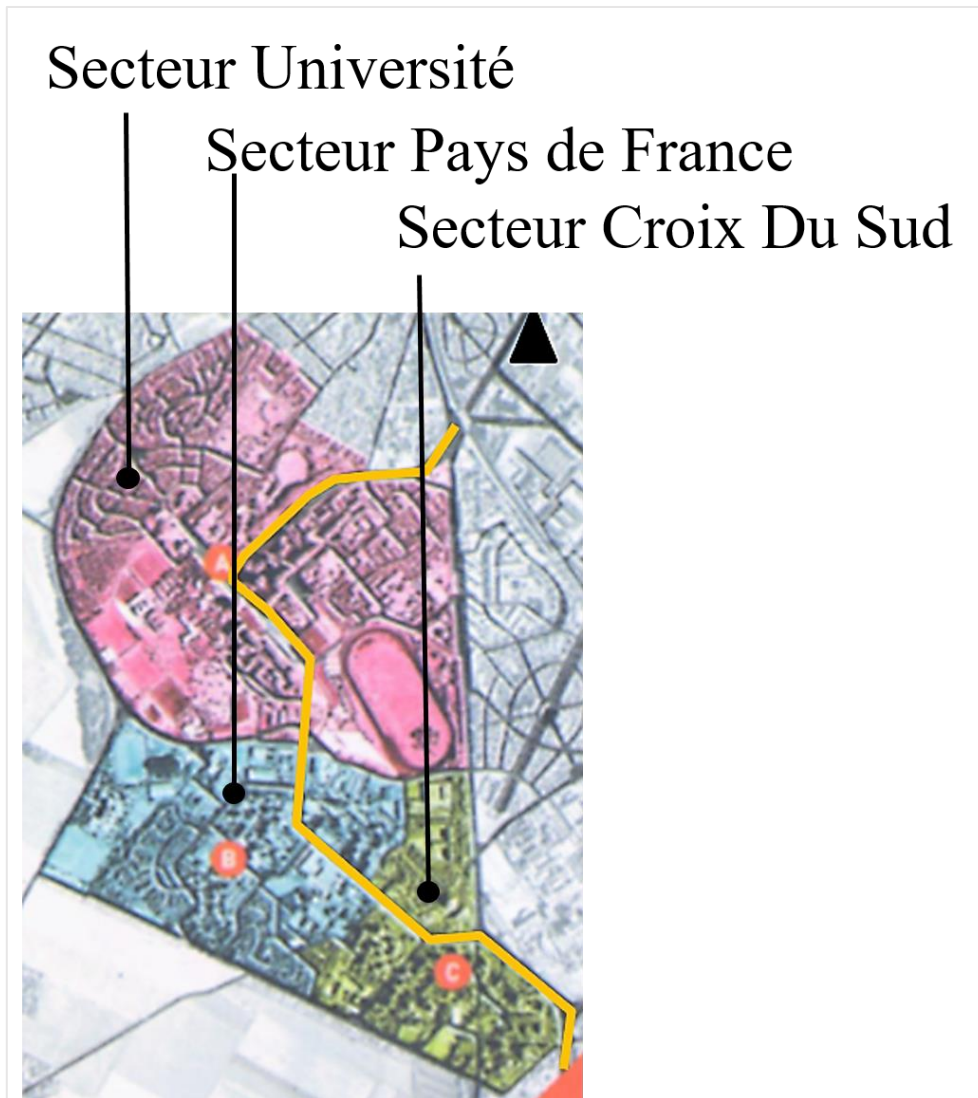 Secteur Université
Secteur Pays de France
Secteur Croix Du Sud
A
B
C